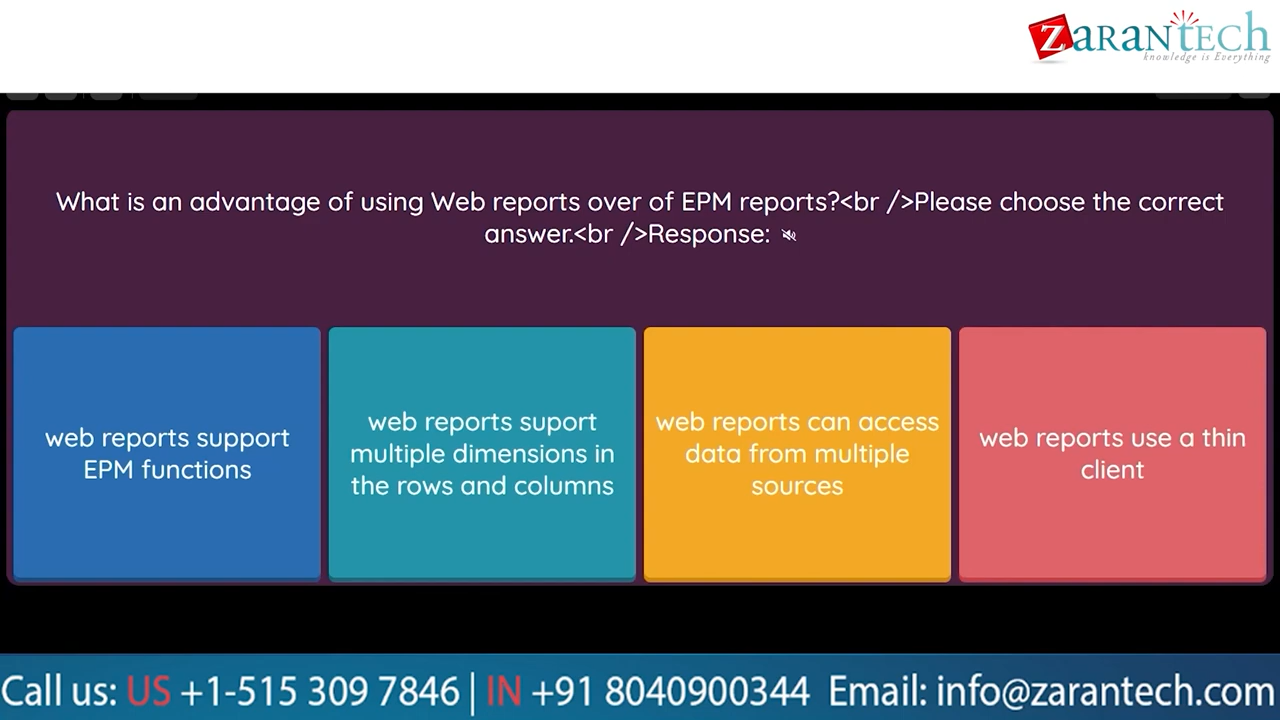 ZARANTECH
knowledge is Everything
What is an advantage of using Web reports over of EPM reports?<br />Please choose the correct
answer.<br />Response:
web reports support
EPM functions
web reports suport
multiple dimensions in
the rows and columns
web reports can access
data from multiple
sources
web reports use a thin
client
Call us: US +1-515 309 7846 | IN +91 8040900344 Email: info@zarantech.com